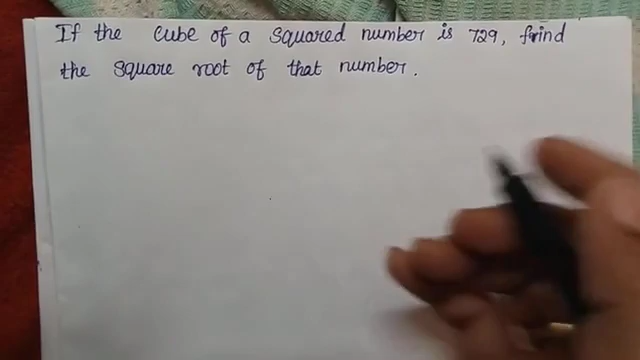 If the cube of a squared number is 729, find
the square root of that number.